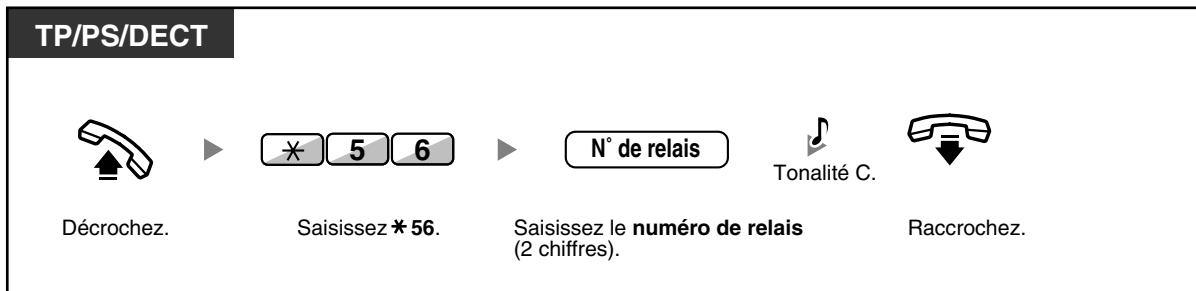 TP/PS/DECT
* 5 6
N° de relais
Tonalité C.
Décrochez.
Saisissez * 56.
Saisissez le numéro de relais
(2 chiffres).
Raccrochez.